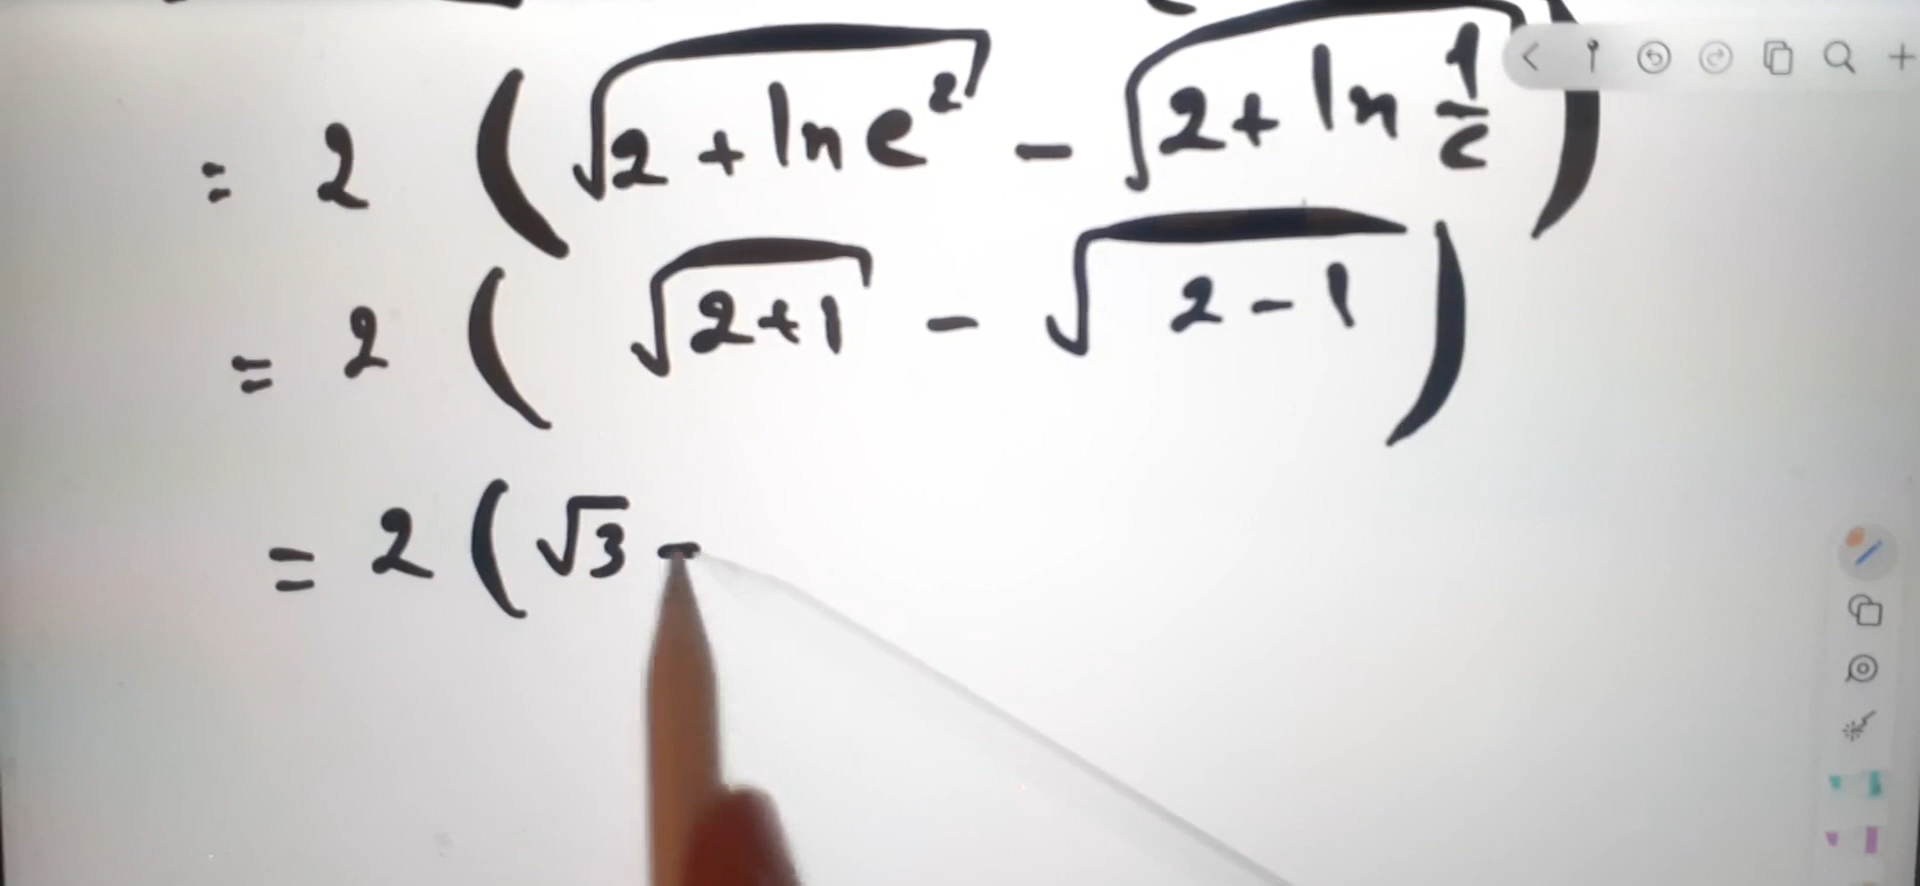 = 2 (√(2 + ln e²) - √(2 + ln 1/e))
= 2 (√(2+1) - √(2-1))
= 2 (√3 -